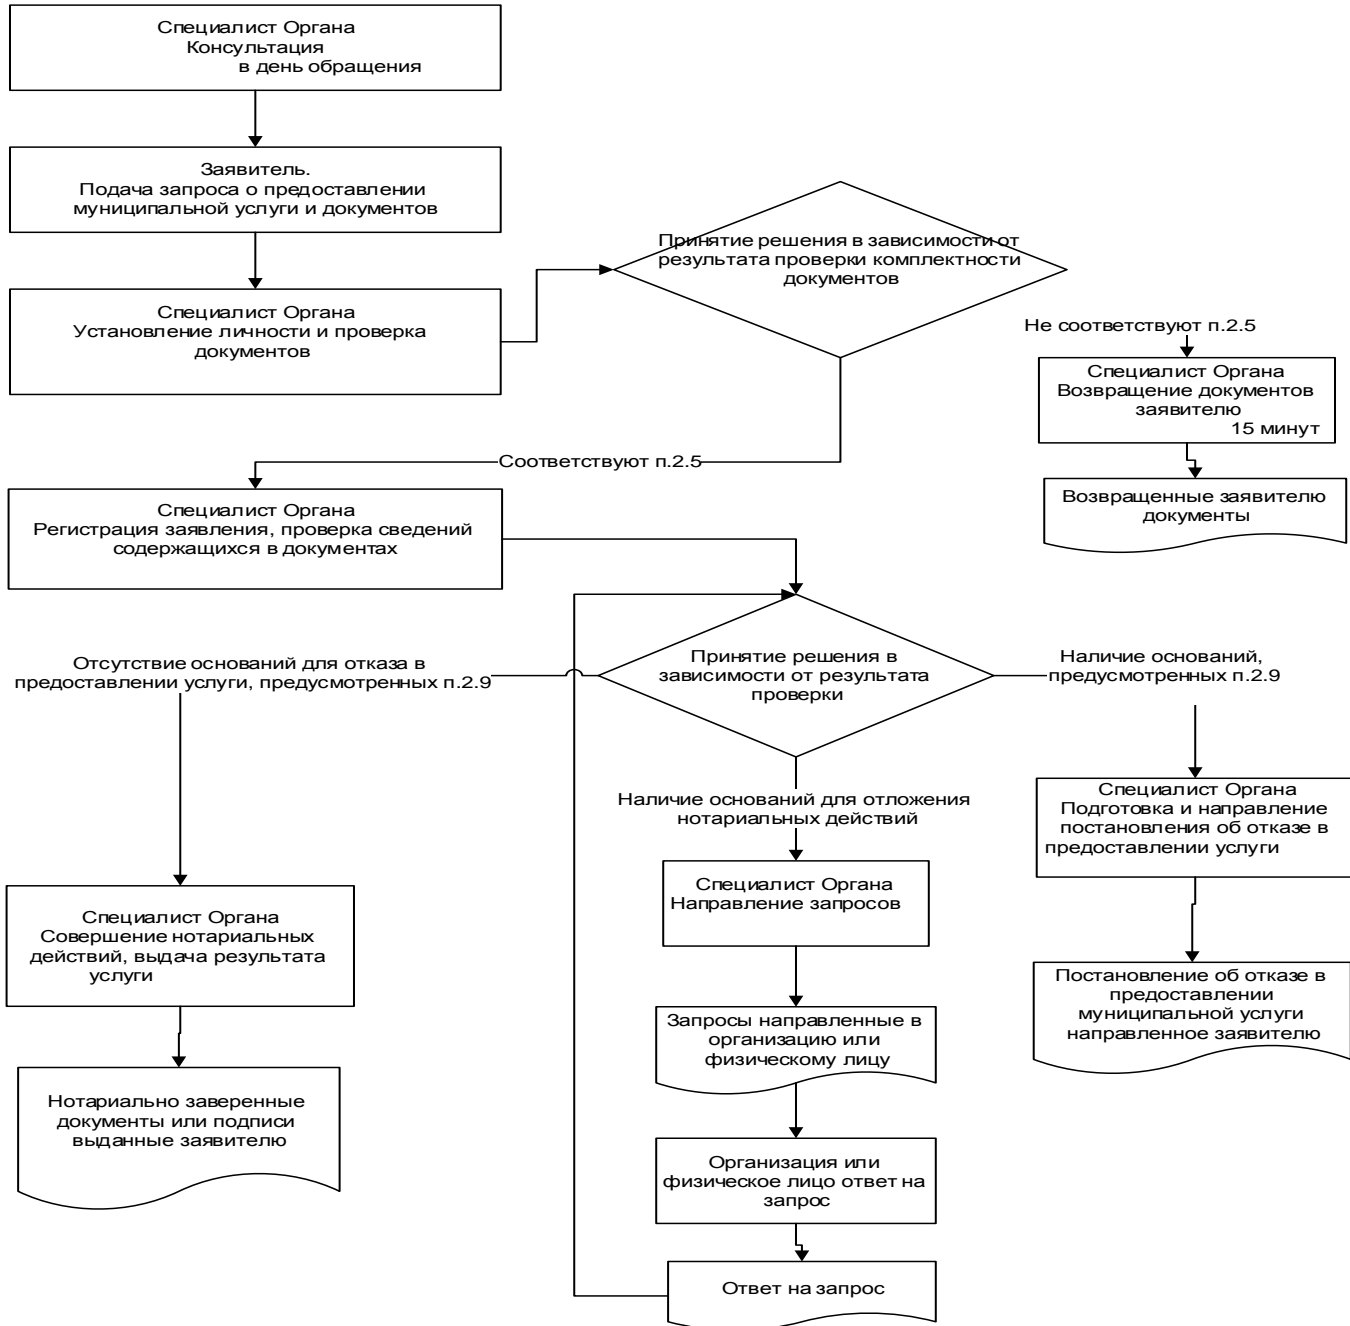 Специалист Органа
Консультация
в день обращения
Заявитель.
Подача запроса о предоставлении
муниципальной услуги и документов
Специалист Органа
Установление личности и проверка
документов
Принятие решения в зависимости от
результата проверки комплектности
документов
Не соответствуют п.2.5
Специалист Органа
Возвращение документов
заявителю
15 минут
Возвращенные заявителю
документы
Соответствуют п.2.5
Специалист Органа
Регистрация заявления, проверка сведений
содержащихся в документах
Принятие решения в
зависимости от результата
проверки
Отсутствие оснований для отказа в
предоставлении услуги, предусмотренных п.2.9
Наличие оснований,
предусмотренных п.2.9
Наличие оснований для отложения
нотариальных действий
Специалист Органа
Подготовка и направление
постановления об отказе в
предоставлении услуги
Специалист Органа
Направление запросов
Специалист Органа
Совершение нотариальных
действий, выдача результата
услуги
Постановление об отказе в
предоставлении
муниципальной услуги
направленное заявителю
Запросы направленные в
организацию или
физическому лицу
Нотариально заверенные
документы или подписи
выданные заявителю
Организация или
физическое лицо ответ на
запрос
Ответ на запрос